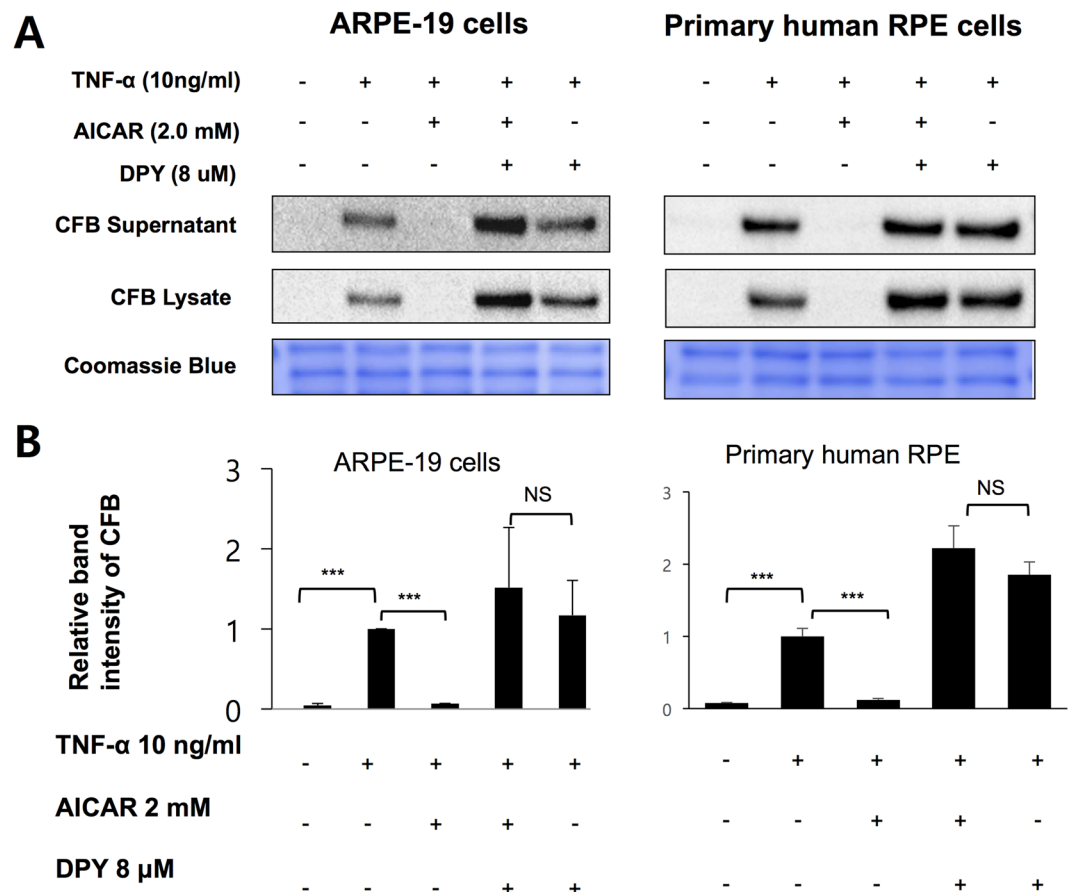 A
ARPE-19 cells Primary human RPE cells
TNF-α (10ng/ml) - + + + + - + + + +
AICAR (2.0 mM) - - + + - - - + + -
DPY (8 uM) - - - + + - - - + +
CFB Supernatant
CFB Lysate
Coomassie Blue
B
ARPE-19 cells Primary human RPE
Relative band
intensity of CFB
3 3
NS NS
2 2
*** *** *** ***
1 1
0 0
TNF-α 10 ng/ml - + + + + - + + + +
AICAR 2 mM - - + + - - - + + -
DPY 8 μM - - - + + - - - + +